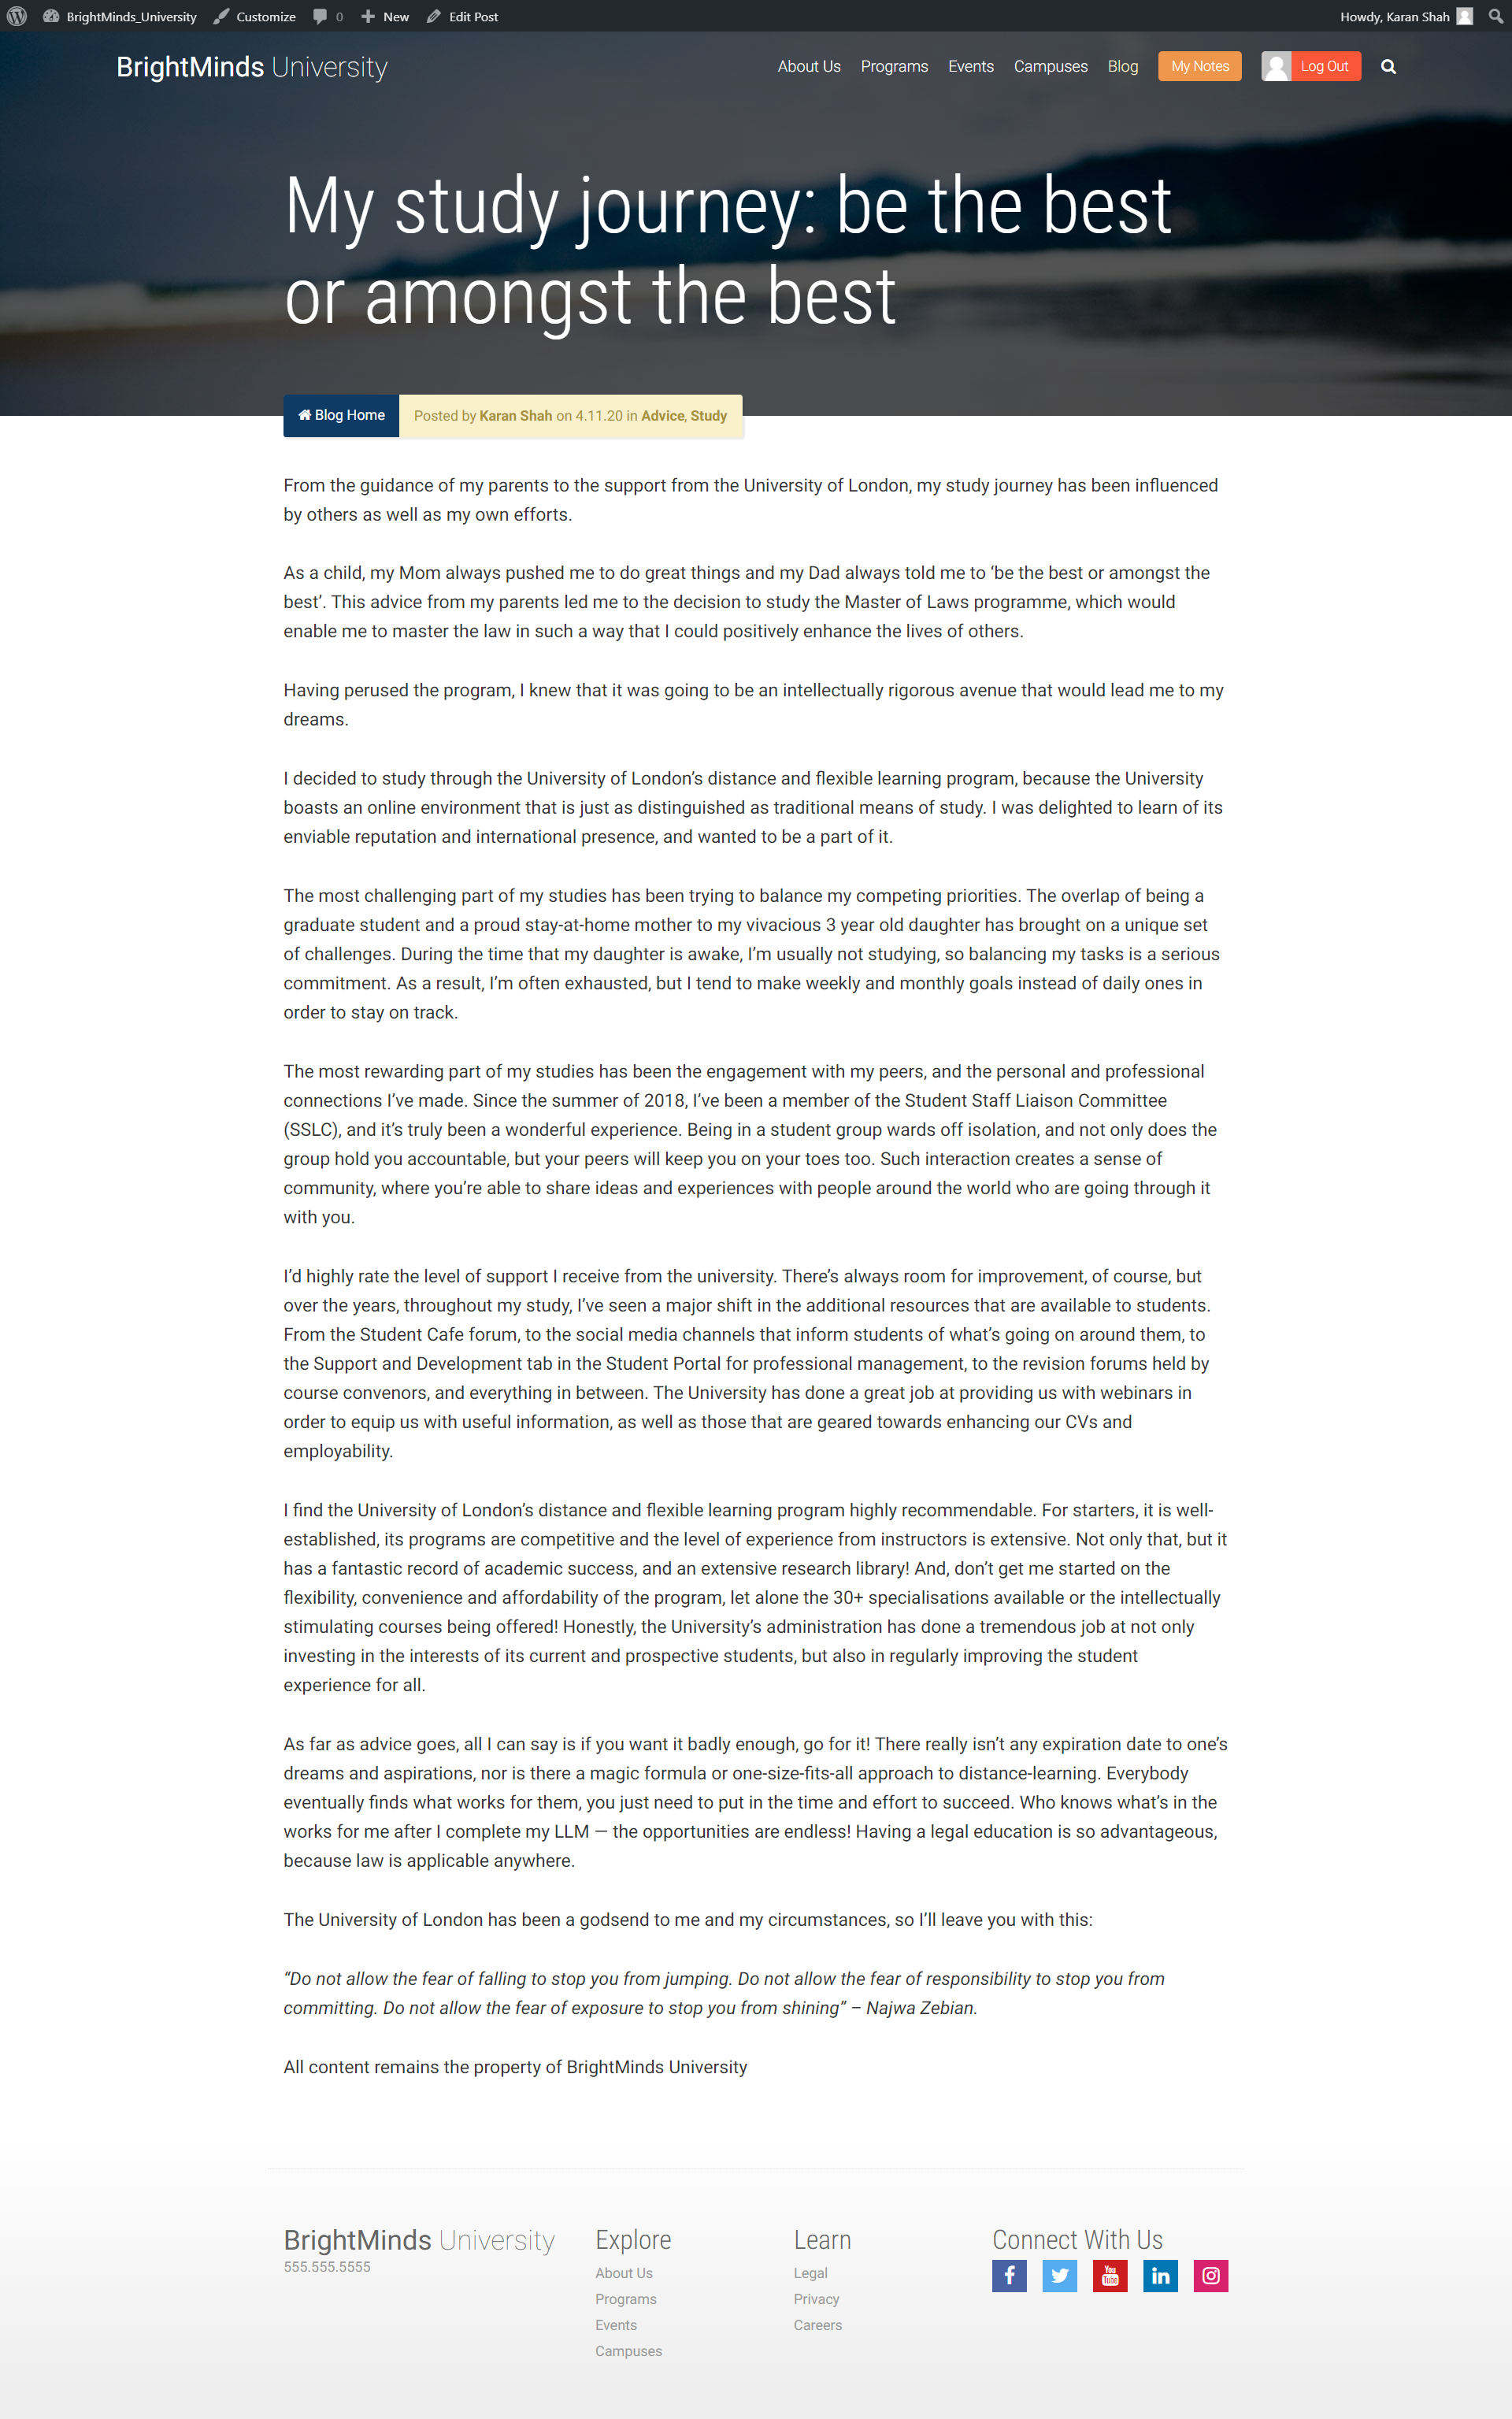 BrightMinds_University Customize 0 New Edit Post Howdy, Karan Shah
BrightMinds University About Us Programs Events Campuses Blog My Notes Log Out
My study journey: be the best
or amongst the best
Blog Home Posted by Karan Shah on 4.11.20 in Advice, Study
From the guidance of my parents to the support from the University of London, my study journey has been influenced
by others as well as my own efforts.
As a child, my Mom always pushed me to do great things and my Dad always told me to ‘be the best or amongst the
best’. This advice from my parents led me to the decision to study the Master of Laws programme, which would
enable me to master the law in such a way that I could positively enhance the lives of others.
Having perused the program, I knew that it was going to be an intellectually rigorous avenue that would lead me to my
dreams.
I decided to study through the University of London’s distance and flexible learning program, because the University
boasts an online environment that is just as distinguished as traditional means of study. I was delighted to learn of its
enviable reputation and international presence, and wanted to be a part of it.
The most challenging part of my studies has been trying to balance my competing priorities. The overlap of being a
graduate student and a proud stay-at-home mother to my vivacious 3 year old daughter has brought on a unique set
of challenges. During the time that my daughter is awake, I’m usually not studying, so balancing my tasks is a serious
commitment. As a result, I’m often exhausted, but I tend to make weekly and monthly goals instead of daily ones in
order to stay on track.
The most rewarding part of my studies has been the engagement with my peers, and the personal and professional
connections I’ve made. Since the summer of 2018, I’ve been a member of the Student Staff Liaison Committee
(SSLC), and it’s truly been a wonderful experience. Being in a student group wards off isolation, and not only does the
group hold you accountable, but your peers will keep you on your toes too. Such interaction creates a sense of
community, where you’re able to share ideas and experiences with people around the world who are going through it
with you.
I’d highly rate the level of support I receive from the university. There’s always room for improvement, of course, but
over the years, throughout my study, I’ve seen a major shift in the additional resources that are available to students.
From the Student Cafe forum, to the social media channels that inform students of what’s going on around them, to
the Support and Development tab in the Student Portal for professional management, to the revision forums held by
course convenors, and everything in between. The University has done a great job at providing us with webinars in
order to equip us with useful information, as well as those that are geared towards enhancing our CVs and
employability.
I find the University of London’s distance and flexible learning program highly recommendable. For starters, it is well-
established, its programs are competitive and the level of experience from instructors is extensive. Not only that, but it
has a fantastic record of academic success, and an extensive research library! And, don’t get me started on the
flexibility, convenience and affordability of the program, let alone the 30+ specialisations available or the intellectually
stimulating courses being offered! Honestly, the University’s administration has done a tremendous job at not only
investing in the interests of its current and prospective students, but also in regularly improving the student
experience for all.
As far as advice goes, all I can say is if you want it badly enough, go for it! There really isn’t any expiration date to one’s
dreams and aspirations, nor is there a magic formula or one-size-fits-all approach to distance-learning. Everybody
eventually finds what works for them, you just need to put in the time and effort to succeed. Who knows what’s in the
works for me after I complete my LLM — the opportunities are endless! Having a legal education is so advantageous,
because law is applicable anywhere.
The University of London has been a godsend to me and my circumstances, so I’ll leave you with this:
“Do not allow the fear of falling to stop you from jumping. Do not allow the fear of responsibility to stop you from
committing. Do not allow the fear of exposure to stop you from shining” – Najwa Zebian.
All content remains the property of BrightMinds University
BrightMinds University
555.555.5555
Explore
About Us
Programs
Events
Campuses
Learn
Legal
Privacy
Careers
Connect With Us
You Tube
in